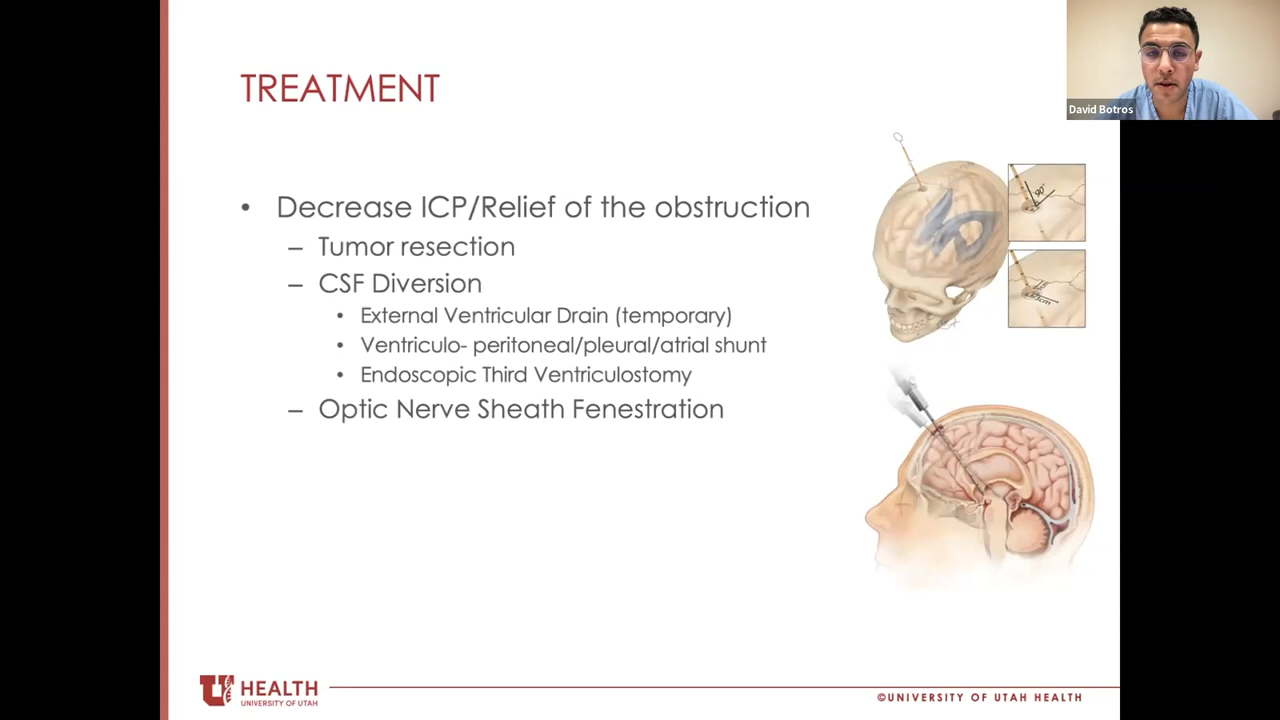 TREATMENT
David Botros
• Decrease ICP/Relief of the obstruction
– Tumor resection
– CSF Diversion
• External Ventricular Drain (temporary)
• Ventriculo- peritoneal/pleural/atrial shunt
• Endoscopic Third Ventriculostomy
– Optic Nerve Sheath Fenestration
90°
HEALTH
UNIVERSITY OF UTAH
©UNIVERSITY OF UTAH HEALTH